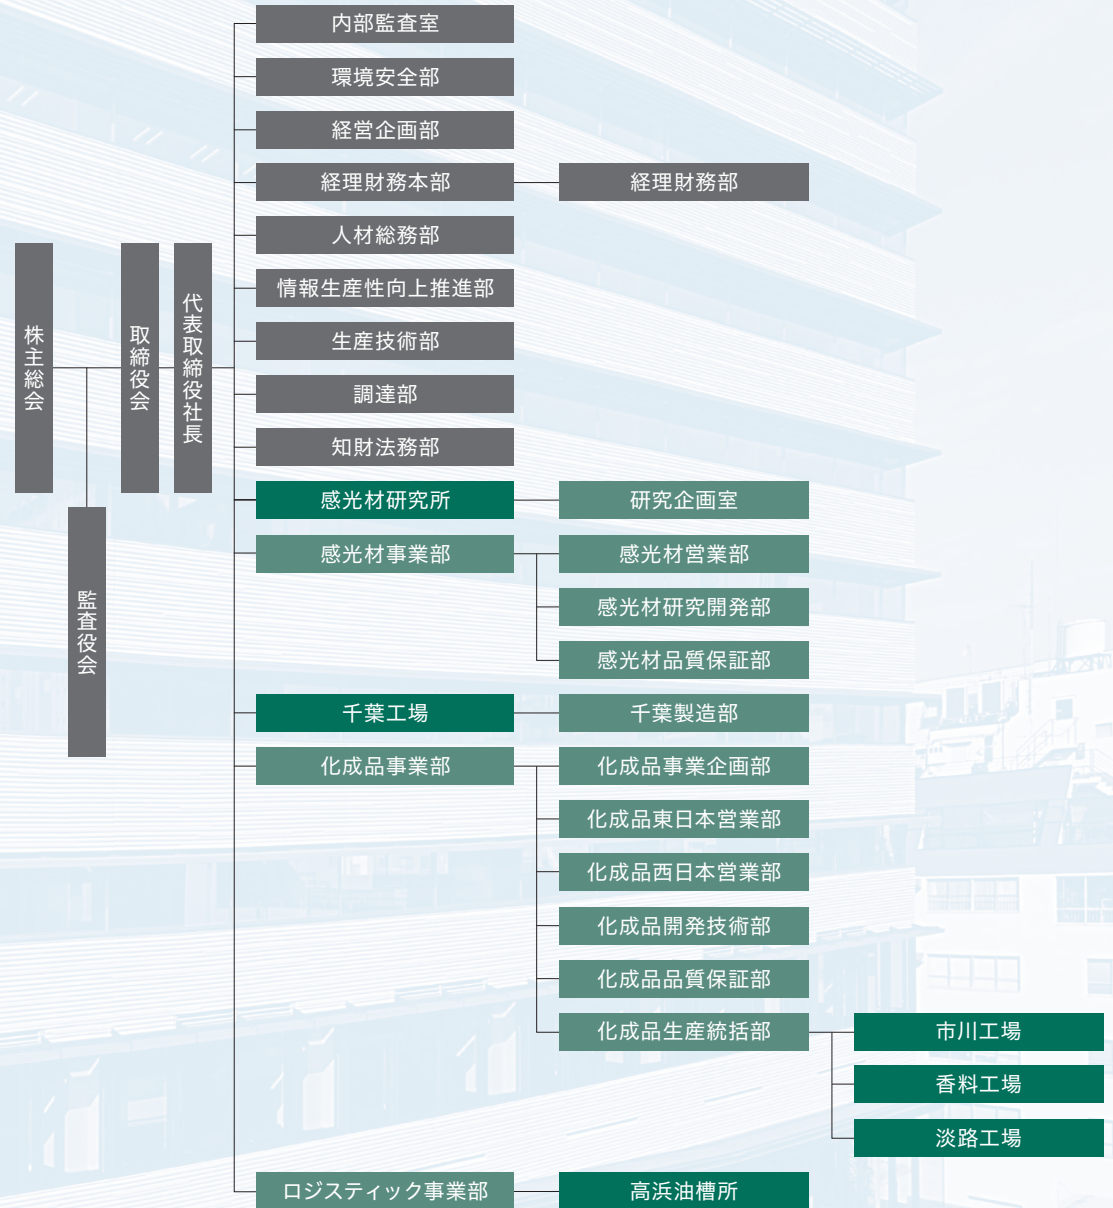 株主総会
監査役会
取締役会
代表取締役社長
内部監査室
環境安全部
経営企画部
経理財務本部
経理財務部
人材総務部
情報生産性向上推進部
生産技術部
調達部
知財法務部
感光材研究所
研究企画室
感光材事業部
感光材営業部
感光材研究開発部
感光材品質保証部
千葉工場
千葉製造部
化成品事業部
化成品事業企画部
化成品東日本営業部
化成品西日本営業部
化成品開発技術部
化成品品質保証部
化成品生産統括部
市川工場
香料工場
淡路工場
ロジスティック事業部
高浜油槽所